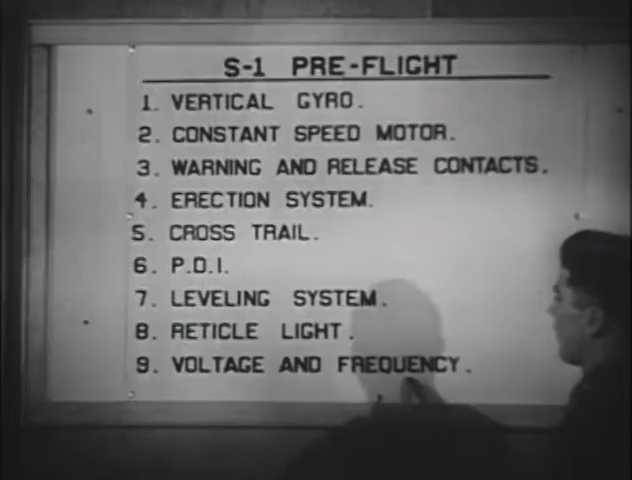 S-1 PRE-FLIGHT
1. VERTICAL GYRO.
2. CONSTANT SPEED MOTOR.
3. WARNING AND RELEASE CONTACTS.
4. ERECTION SYSTEM.
5. CROSS TRAIL.
6. P.D.I.
7. LEVELING SYSTEM.
8. RETICLE LIGHT.
9. VOLTAGE AND FREQUENCY.